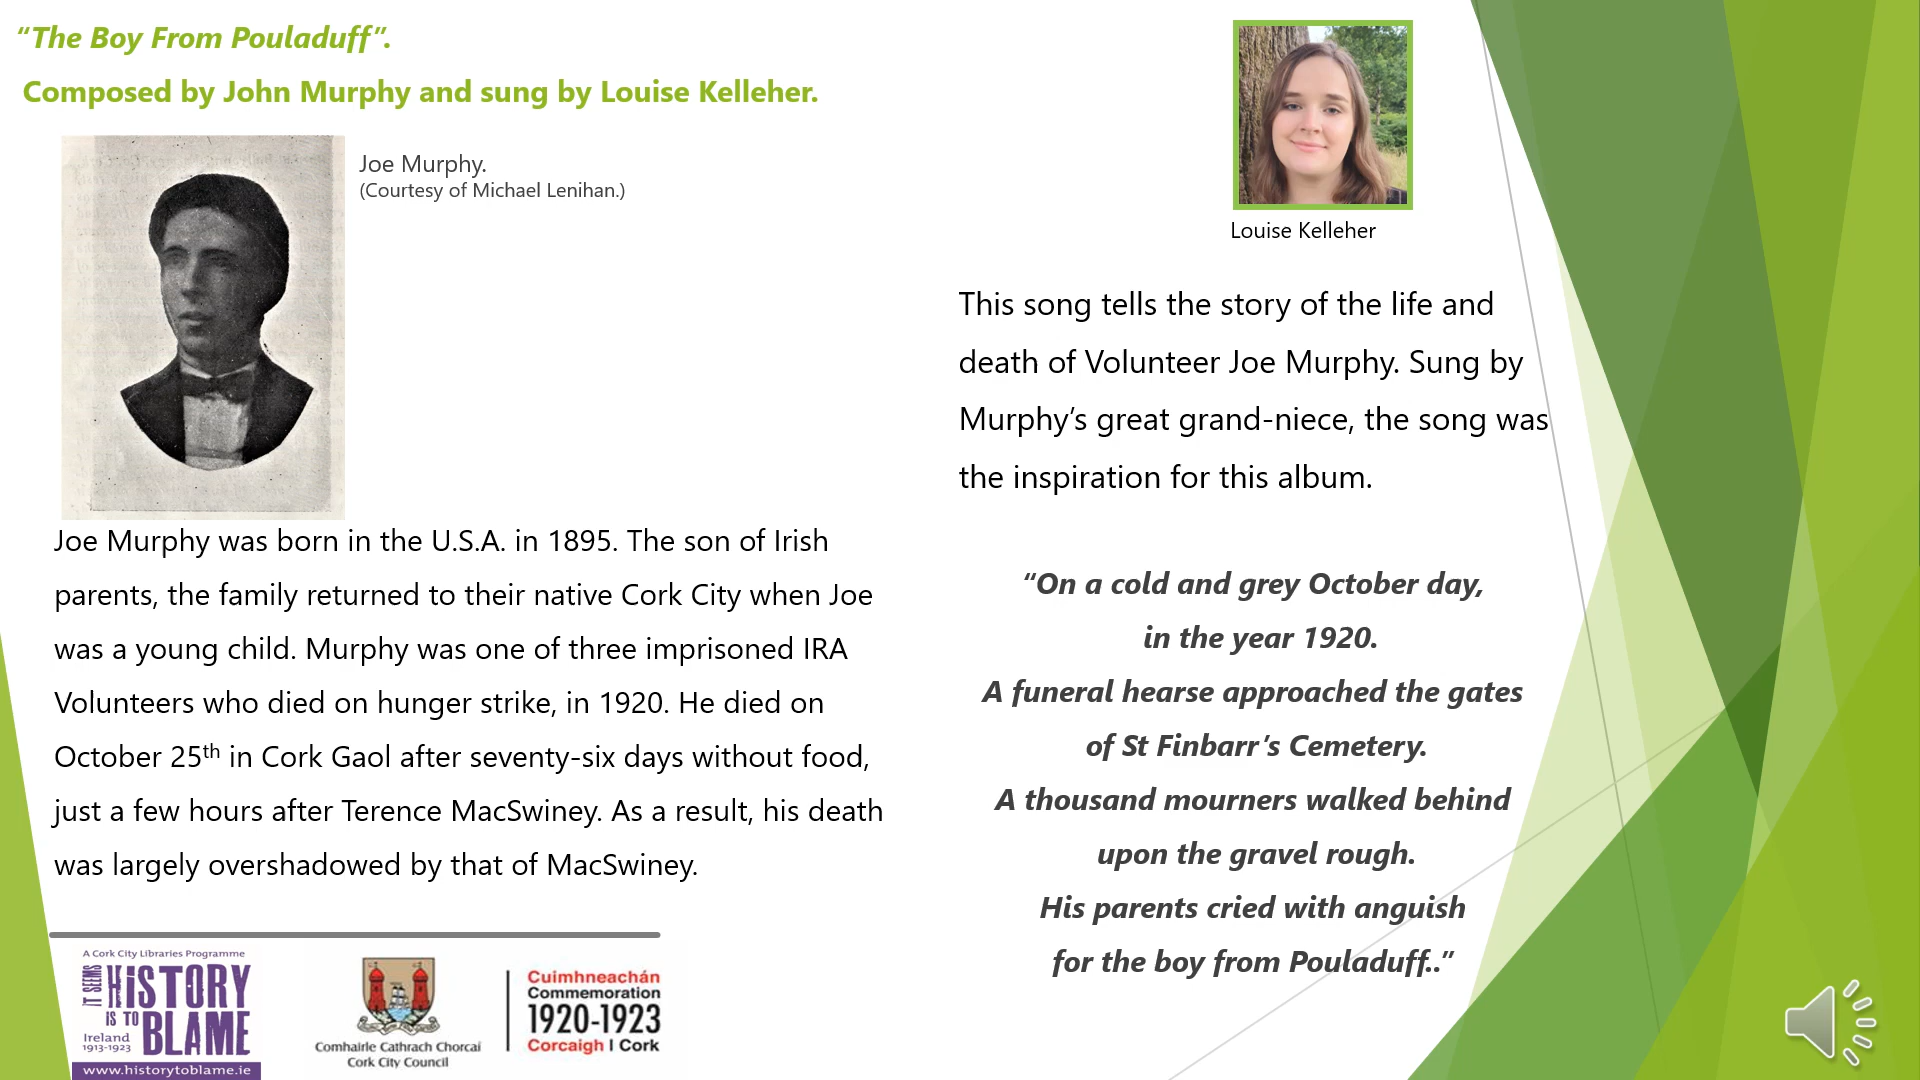 “The Boy From Pouladuff”.
Composed by John Murphy and sung by Louise Kelleher.
Joe Murphy.
(Courtesy of Michael Lenihan.)
Joe Murphy was born in the U.S.A. in 1895. The son of Irish
parents, the family returned to their native Cork City when Joe
was a young child. Murphy was one of three imprisoned IRA
Volunteers who died on hunger strike, in 1920. He died on
October 25th in Cork Gaol after seventy-six days without food,
just a few hours after Terence MacSwiney. As a result, his death
was largely overshadowed by that of MacSwiney.
Louise Kelleher
This song tells the story of the life and
death of Volunteer Joe Murphy. Sung by
Murphy’s great grand-niece, the song was
the inspiration for this album.
“On a cold and grey October day,
in the year 1920.
A funeral hearse approached the gates
of St Finbarr’s Cemetery.
A thousand mourners walked behind
upon the gravel rough.
His parents cried with anguish
for the boy from Pouladuff..”
A Cork City Libraries Programme
IT SEEMS
HiSTORY
IS TO
BLAME
Ireland
1913-1923
www.historytoblame.ie
Comhairle Cathrach Chorcaí
Cork City Council
Cuimhneachán
Commemoration
1920-1923
Corcaigh | Cork